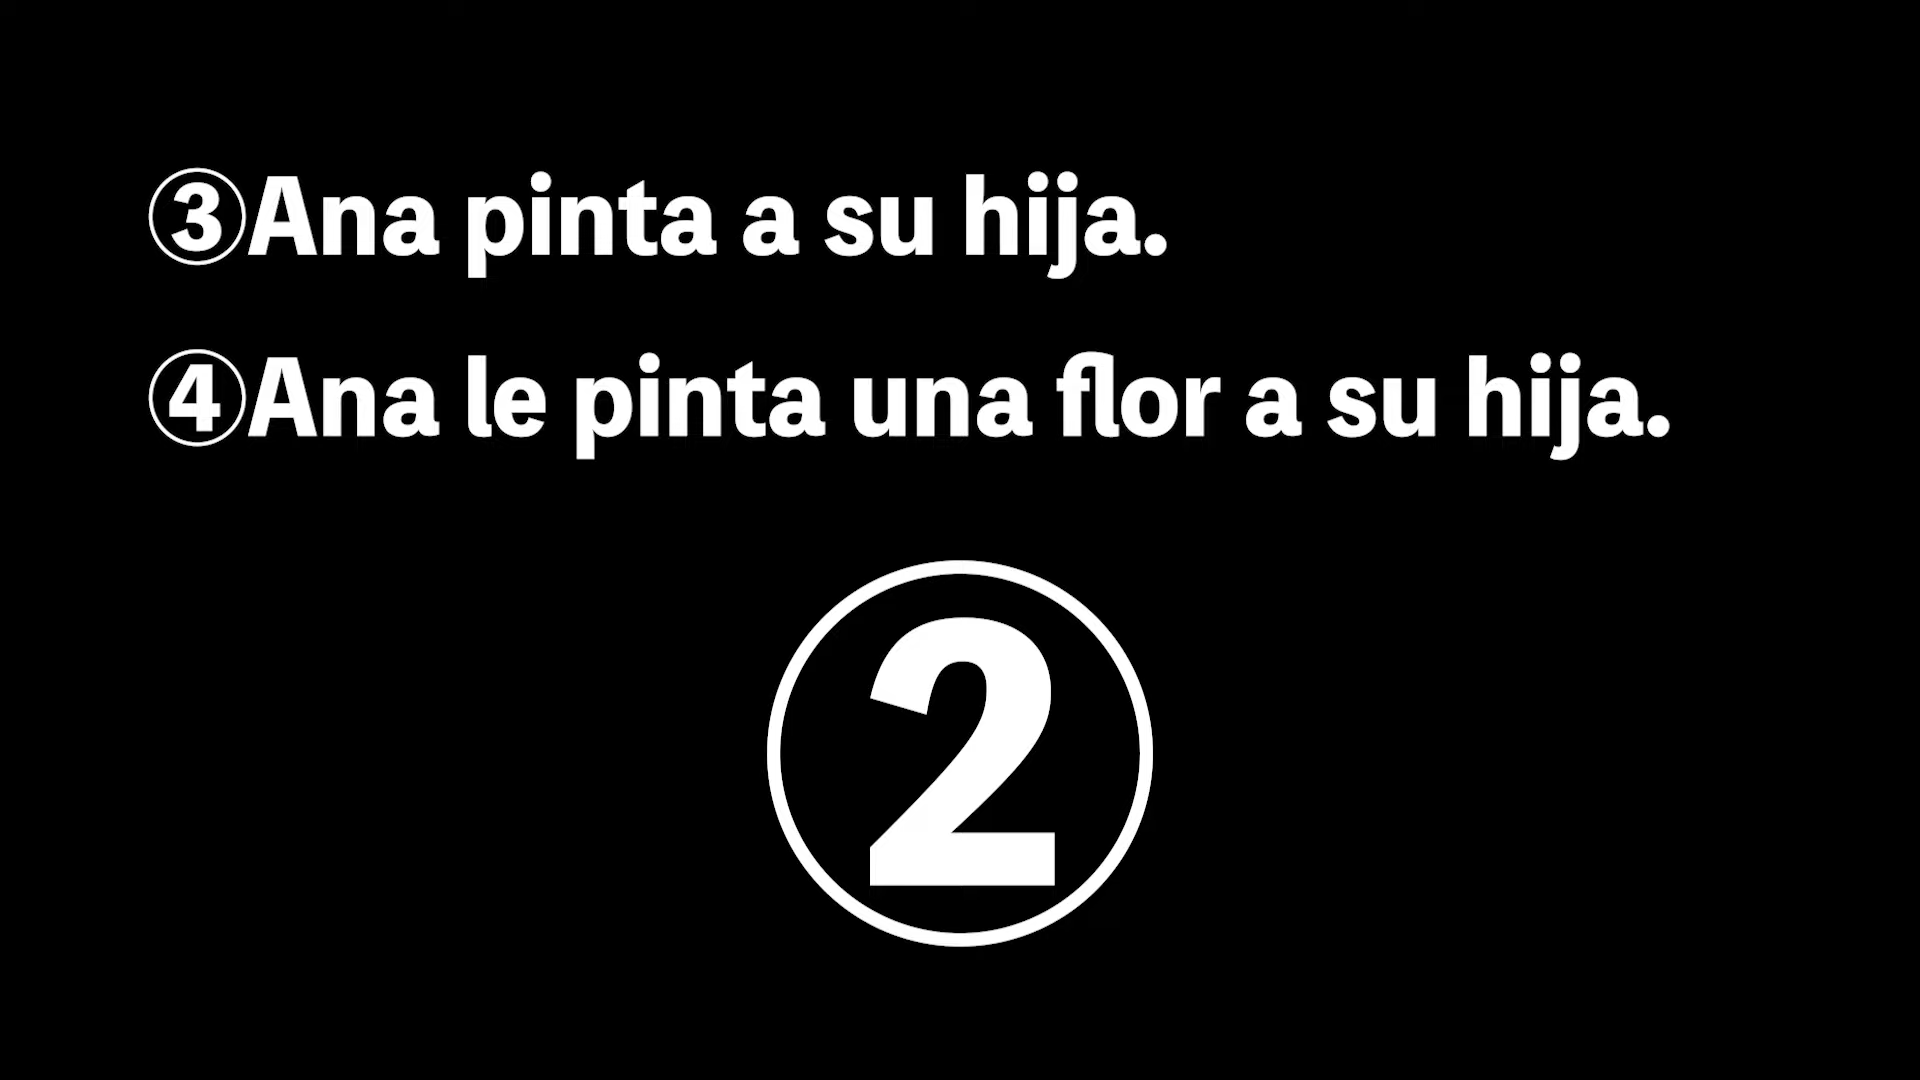 ③Ana pinta a su hija.
④Ana le pinta una flor a su hija.
②